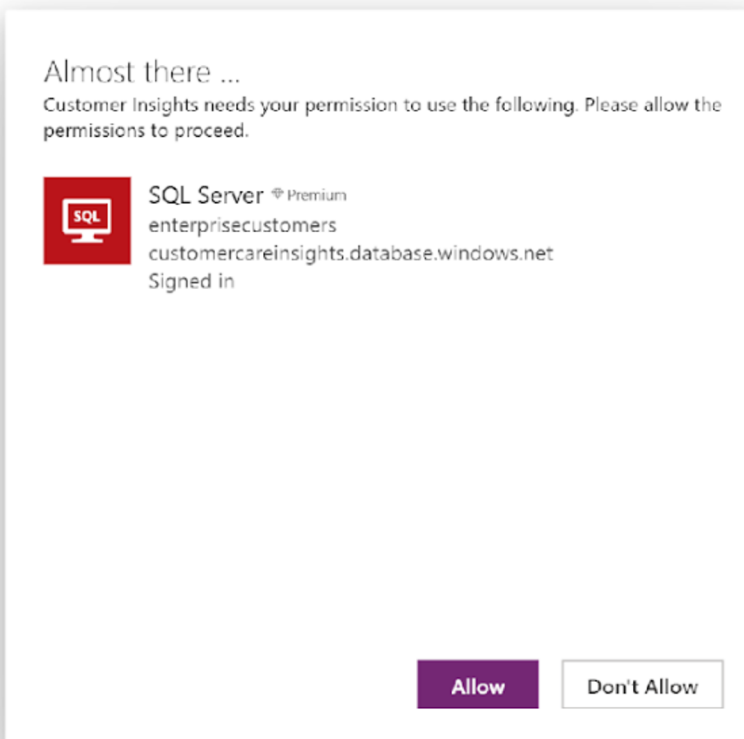 Almost there ...
Customer Insights needs your permission to use the following. Please allow the
permissions to proceed.
SQL
SQL Server Premium
enterprisecustomers
customercareinsights.database.windows.net
Signed in
Allow
Don't Allow